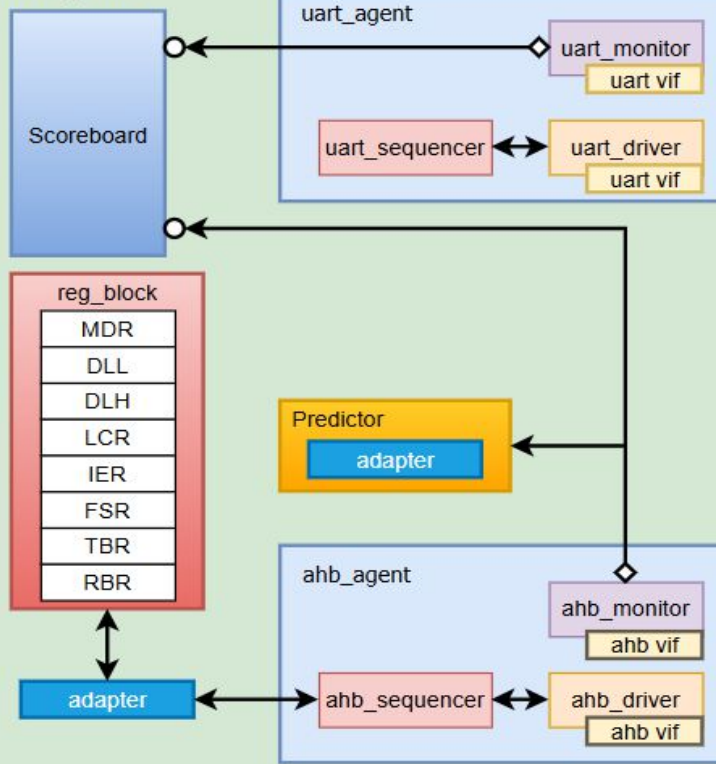 uart_agent
uart_monitor
uart vif
Scoreboard
uart_sequencer
uart_driver
uart vif
reg_block
MDR
DLL
DLH
LCR
IER
FSR
TBR
RBR
Predictor
adapter
ahb_agent
ahb_monitor
ahb vif
adapter
ahb_sequencer
ahb_driver
ahb vif